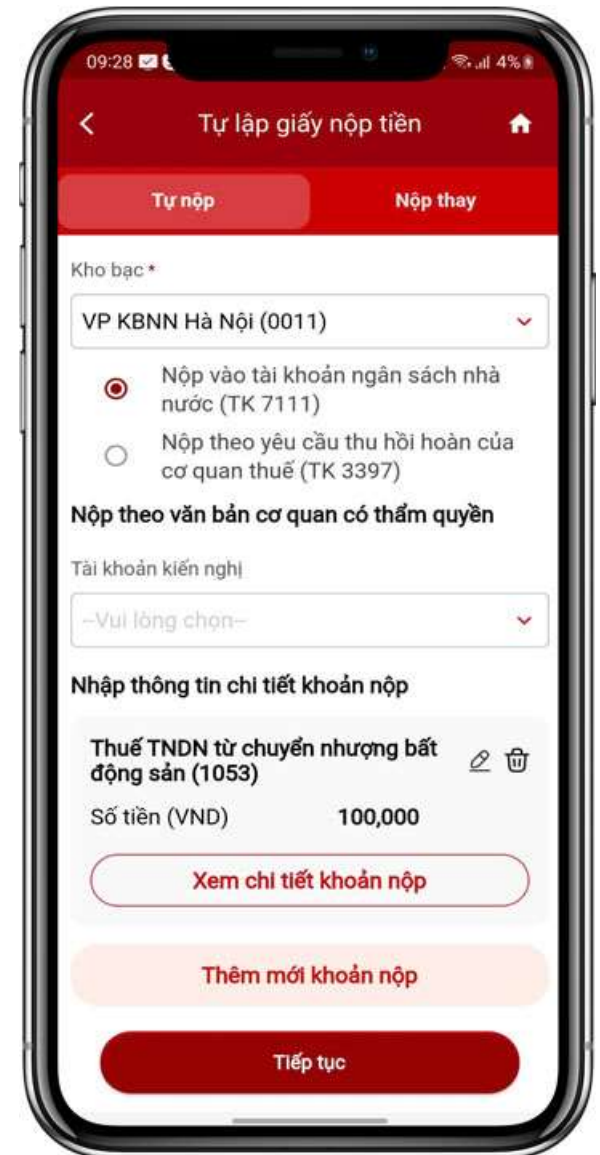 09:28
4%
Tự lập giấy nộp tiền
Tự nộp
Nộp thay
Kho bạc *
VP KBNN Hà Nội (0011)
Nộp vào tài khoản ngân sách nhà
nước (TK 7111)
Nộp theo yêu cầu thu hồi hoàn của
cơ quan thuế (TK 3397)
Nộp theo văn bản cơ quan có thẩm quyền
Tài khoản kiến nghị
--Vui lòng chọn--
Nhập thông tin chi tiết khoản nộp
Thuế TNDN từ chuyển nhượng bất
động sản (1053)
Số tiền (VND) 100,000
Xem chi tiết khoản nộp
Thêm mới khoản nộp
Tiếp tục